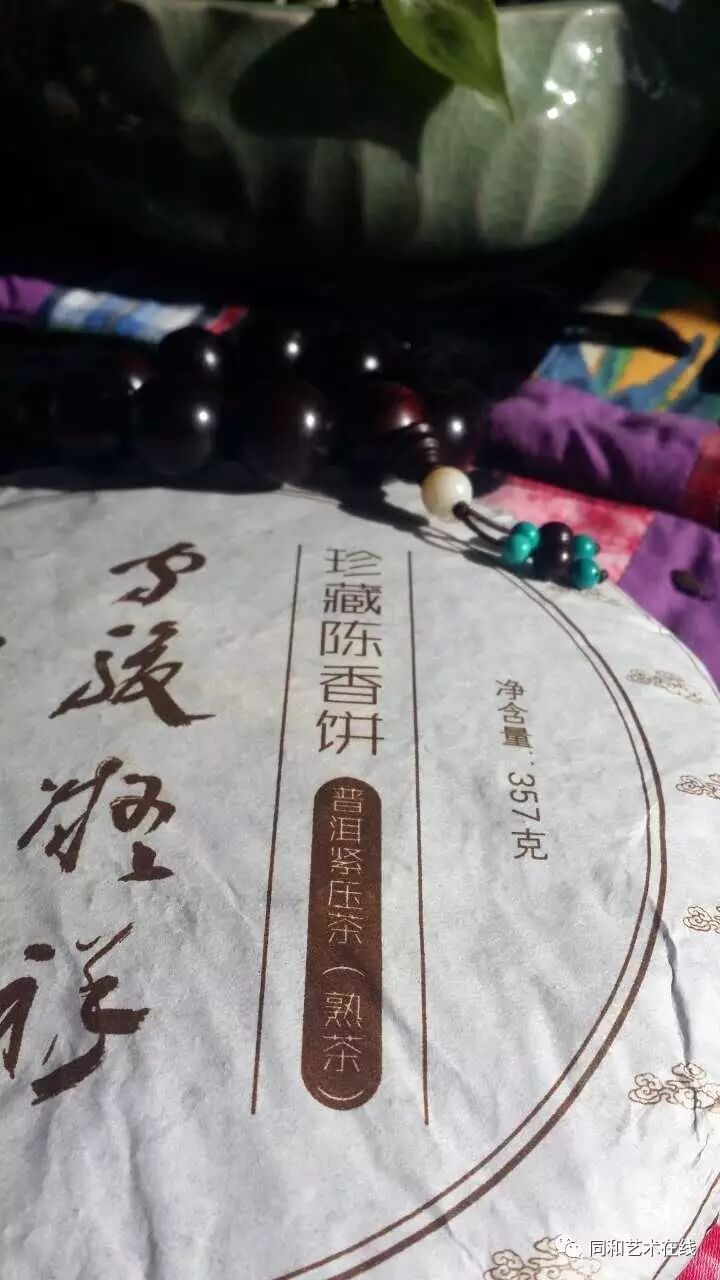 珍藏陈香饼
普洱紧压茶（熟茶）
净含量：357克
同和艺术在线